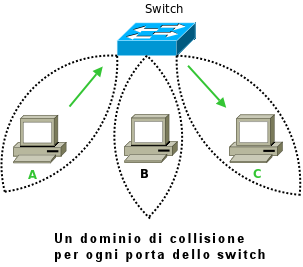 Switch
A
B
C
Un dominio di collisione
per ogni porta dello switch